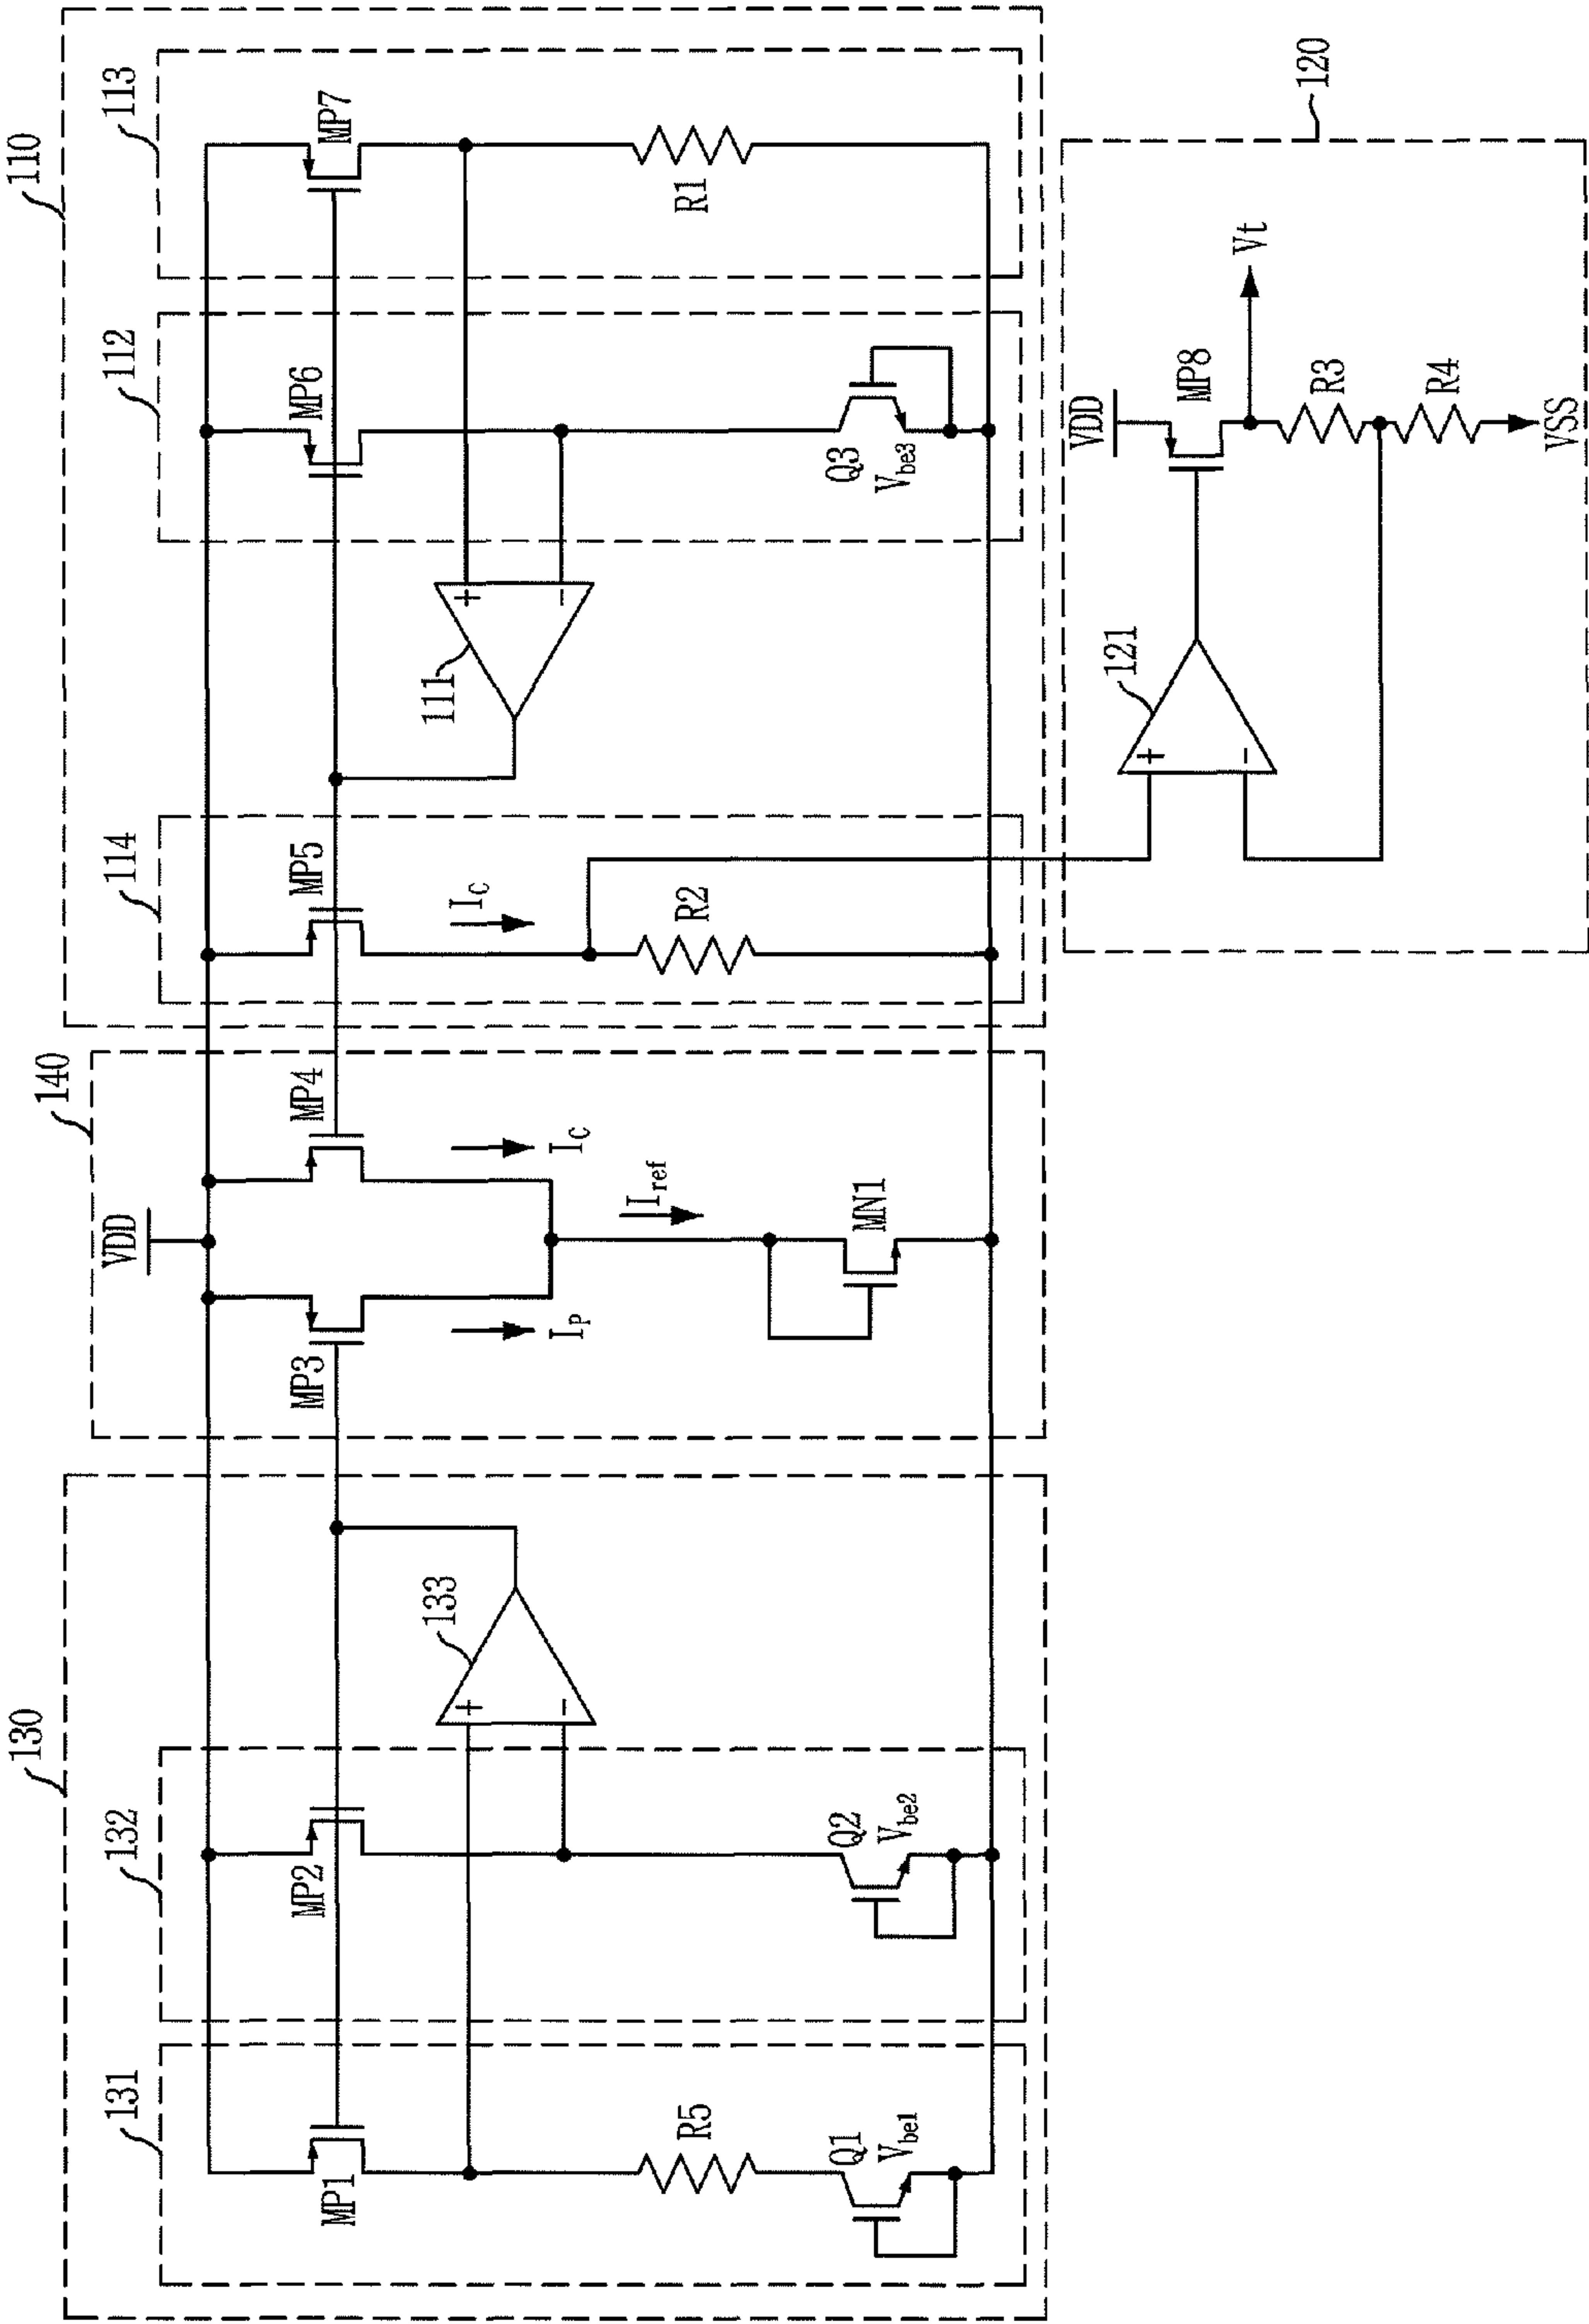 130
131
132
MP1
MP2
133
+
-
R5
Q1
Vbe1
Q2
Vbe2
140
VDD
MP3
MP4
IP
IC
Iref
MN1
110
114
112
113
MP5
MP6
MP7
IC
111
+
-
R2
Q3
Vbe3
R1
120
121
+
-
VDD
MP8
Vt
R3
R4
VSS